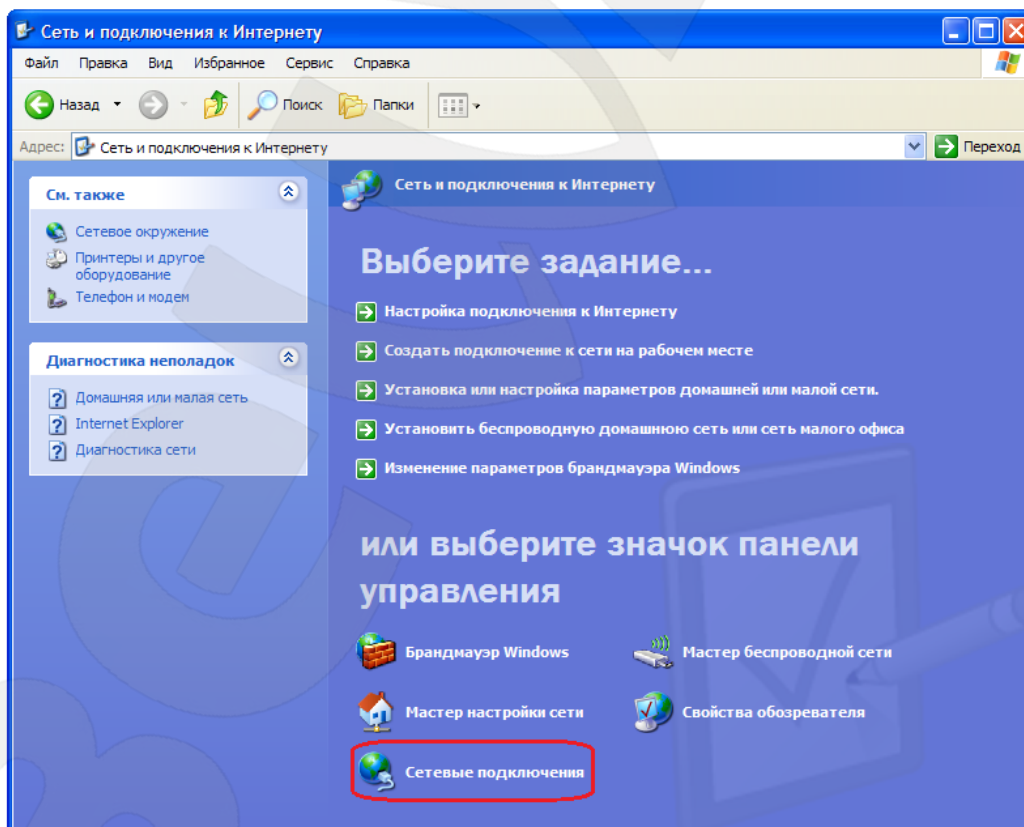 Сеть и подключения к Интернету
Файл Правка Вид Избранное Сервис Справка
Назад Поиск Папки
Адрес: Сеть и подключения к Интернету Переход
См. также
Сетевое окружение
Принтеры и другое
оборудование
Телефон и модем
Диагностика неполадок
Домашняя или малая сеть
Internet Explorer
Диагностика сети
Сеть и подключения к Интернету
Выберите задание...
Настройка подключения к Интернету
Создать подключение к сети на рабочем месте
Установка или настройка параметров домашней или малой сети.
Установить беспроводную домашнюю сеть или сеть малого офиса
Изменение параметров брандмауэра Windows
или выберите значок панели
управления
Брандмауэр Windows Мастер беспроводной сети
Мастер настройки сети Свойства обозревателя
Сетевые подключения